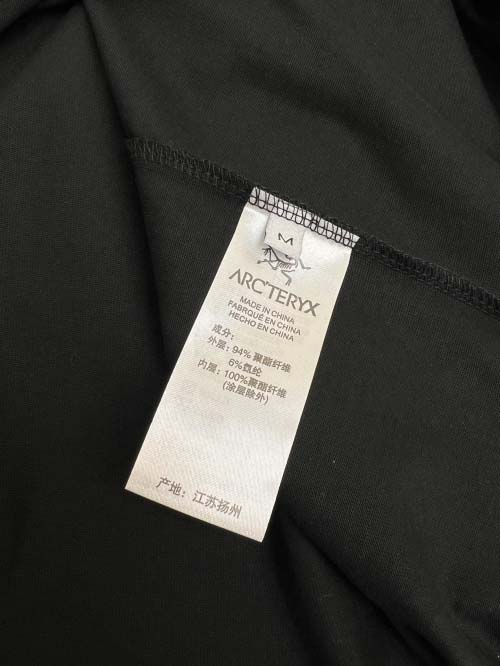 M
ARC'TERYX
MADE IN CHINA
FABRIQUÉ EN CHINA
HECHO EN CHINA
成分：
外层：94% 聚酯纤维
6%氨纶
内层：100%聚酯纤维
(涂层除外)
产地：江苏扬州